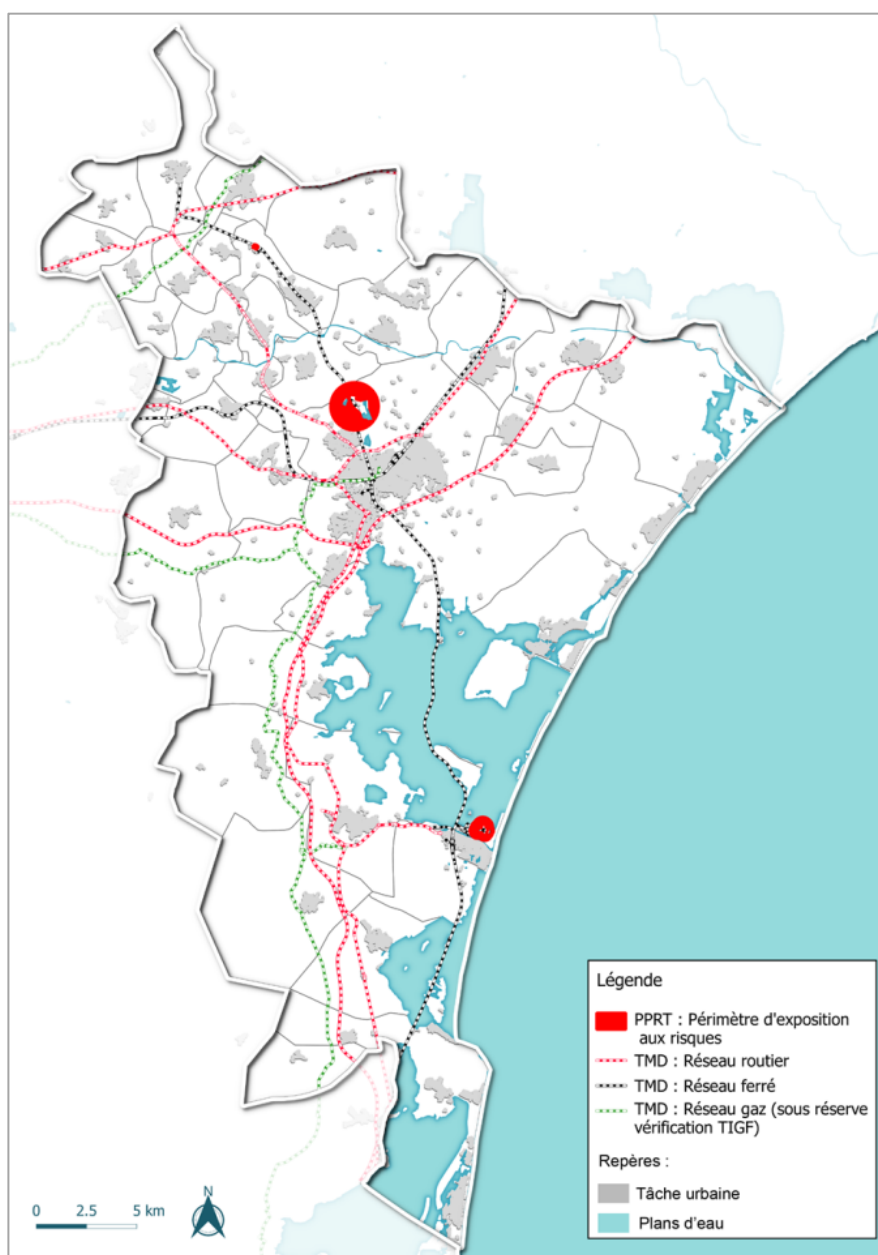 Légende
PPRT : Périmètre d'exposition
aux risques
TMD : Réseau routier
TMD : Réseau ferré
TMD : Réseau gaz (sous réserve
vérification TIGF)
Repères :
Tâche urbaine
Plans d'eau
0 2.5 5 km
N